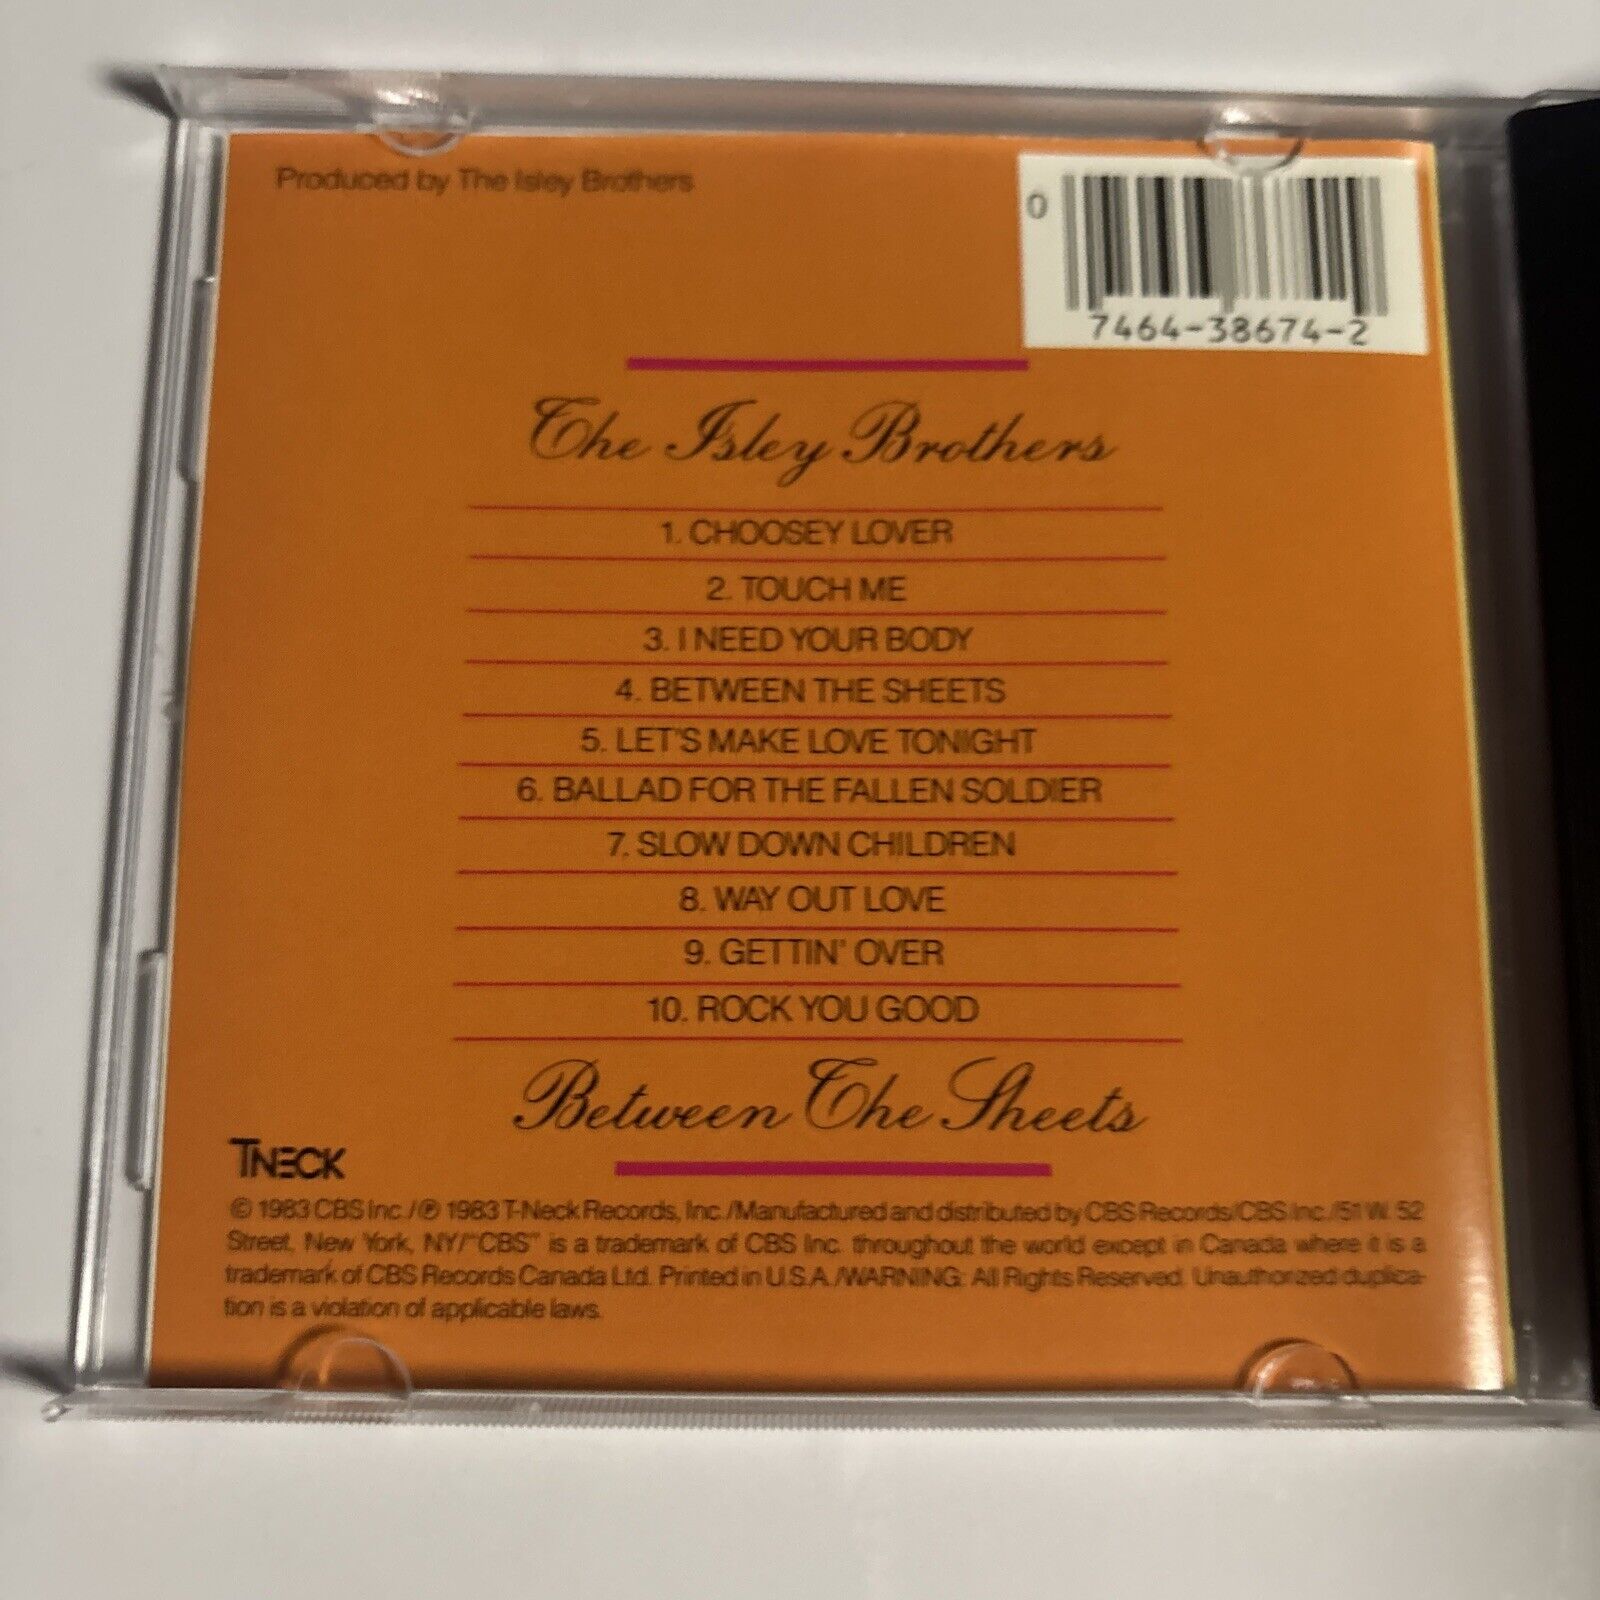 Produced by The Isley Brothers
0
7464-38674-2
The Isley Brothers
1. CHOOSEY LOVER
2. TOUCH ME
3. I NEED YOUR BODY
4. BETWEEN THE SHEETS
5. LET'S MAKE LOVE TONIGHT
6. BALLAD FOR THE FALLEN SOLDIER
7. SLOW DOWN CHILDREN
8. WAY OUT LOVE
9. GETTIN' OVER
10. ROCK YOU GOOD
Between The Sheets
TNECK
© 1983 CBS Inc./℗ 1983 T-Neck Records, Inc./Manufactured and distributed by CBS Records/CBS Inc./51 W. 52
Street, New York, NY/"CBS" is a trademark of CBS Inc. throughout the world except in Canada where it is a
trademark of CBS Records Canada Ltd. Printed in U.S.A./WARNING: All Rights Reserved. Unauthorized duplica-
tion is a violation of applicable laws.